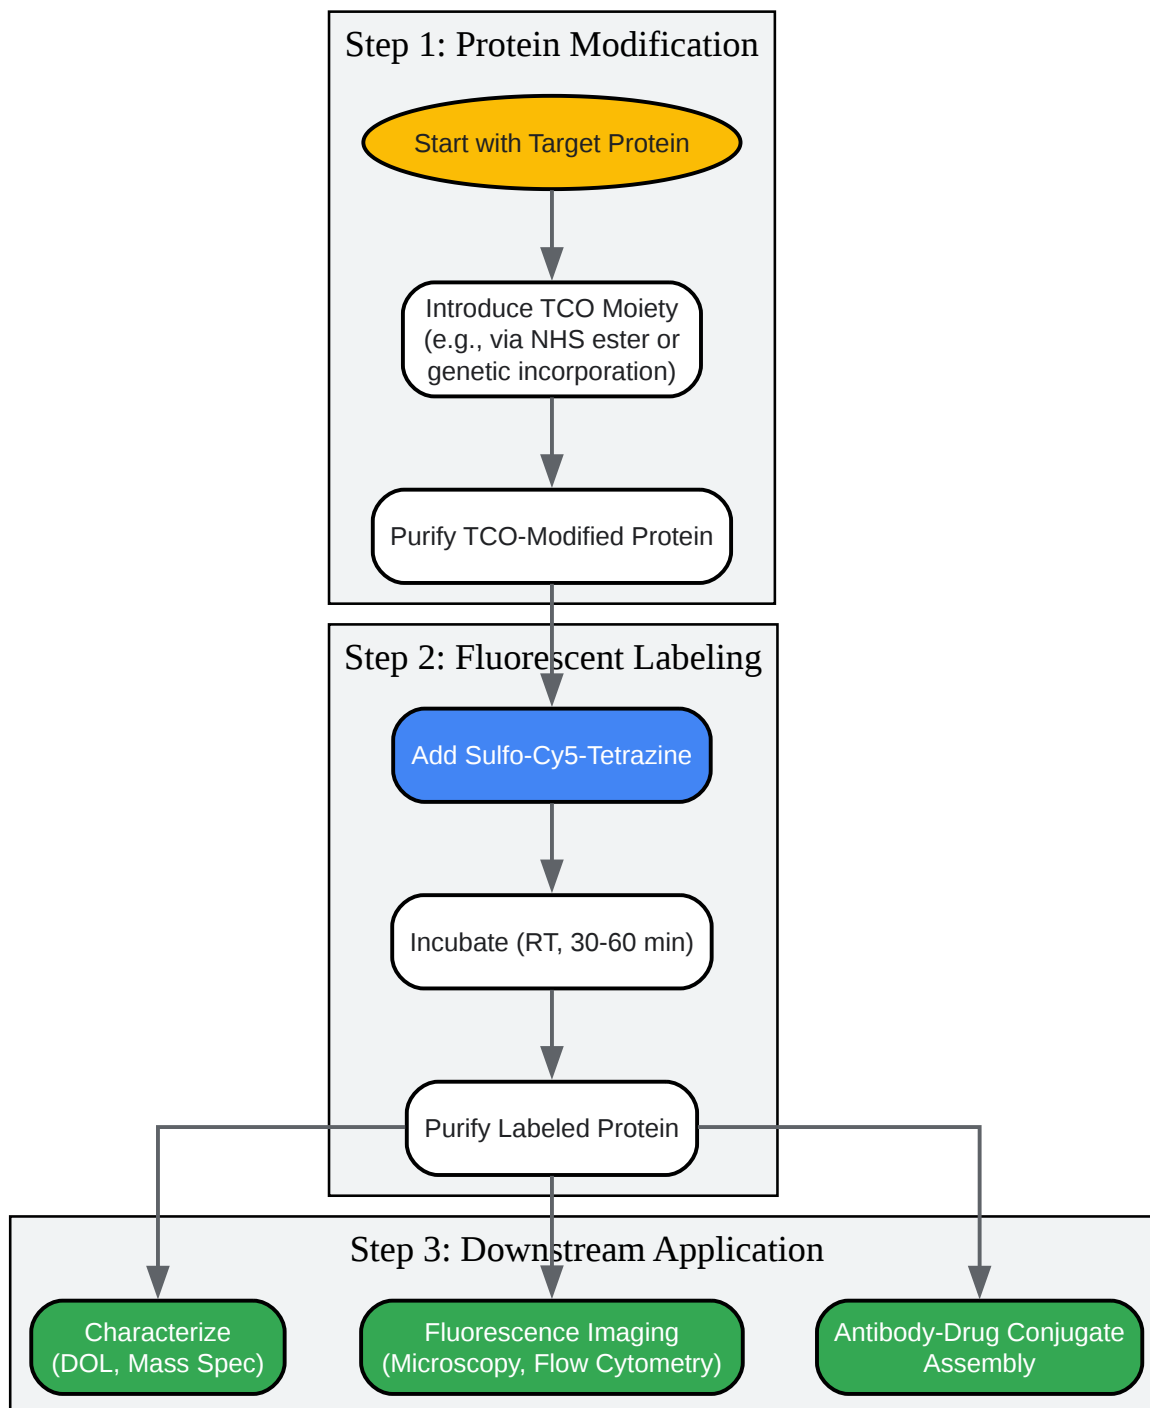 Step 1: Protein Modification
Start with Target Protein
Introduce TCO Moiety
(e.g., via NHS ester or
genetic incorporation)
Purify TCO-Modified Protein
Step 2: Fluorescent Labeling
Add Sulfo-Cy5-Tetrazine
Incubate (RT, 30-60 min)
Purify Labeled Protein
Step 3: Downstream Application
Characterize
(DOL, Mass Spec)
Fluorescence Imaging
(Microscopy, Flow Cytometry)
Antibody-Drug Conjugate
Assembly